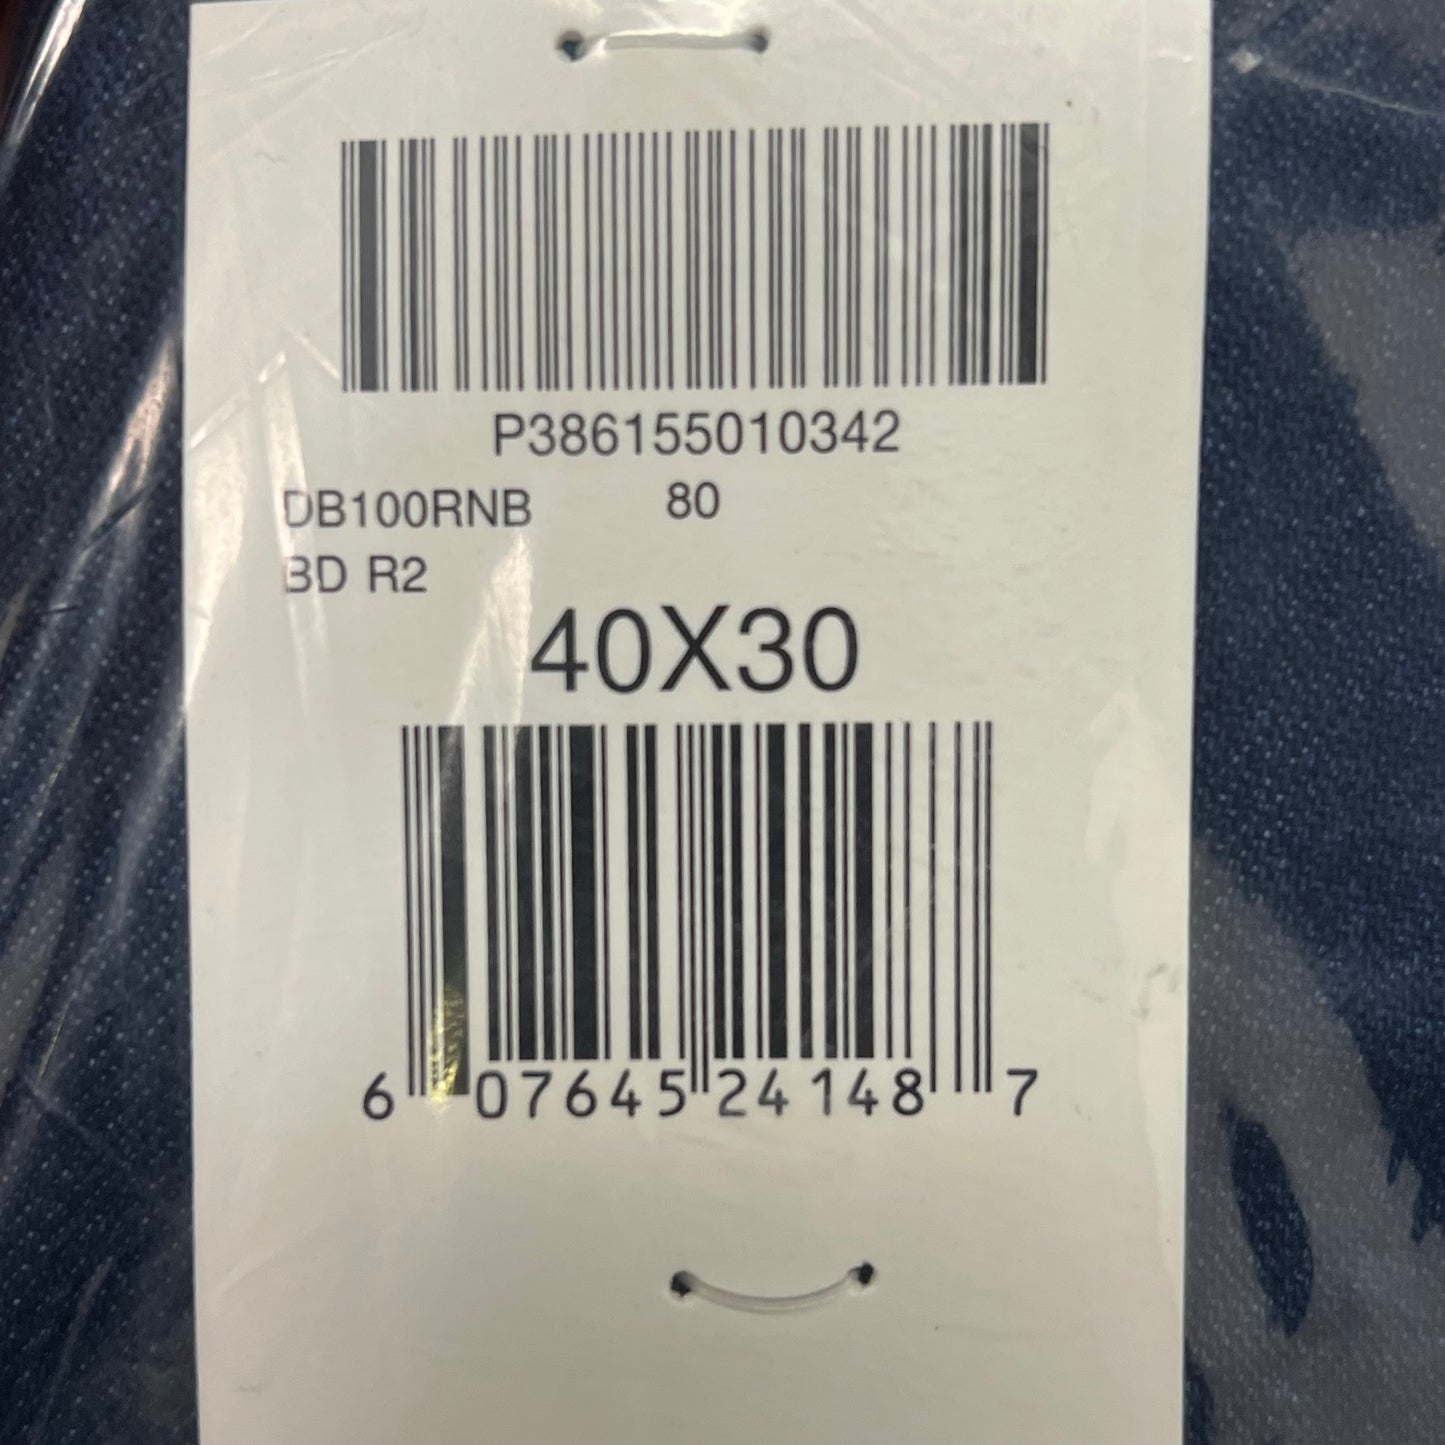 P386155010342
DB100RNB 80
BD R2
40X30
6 07645 24148 7